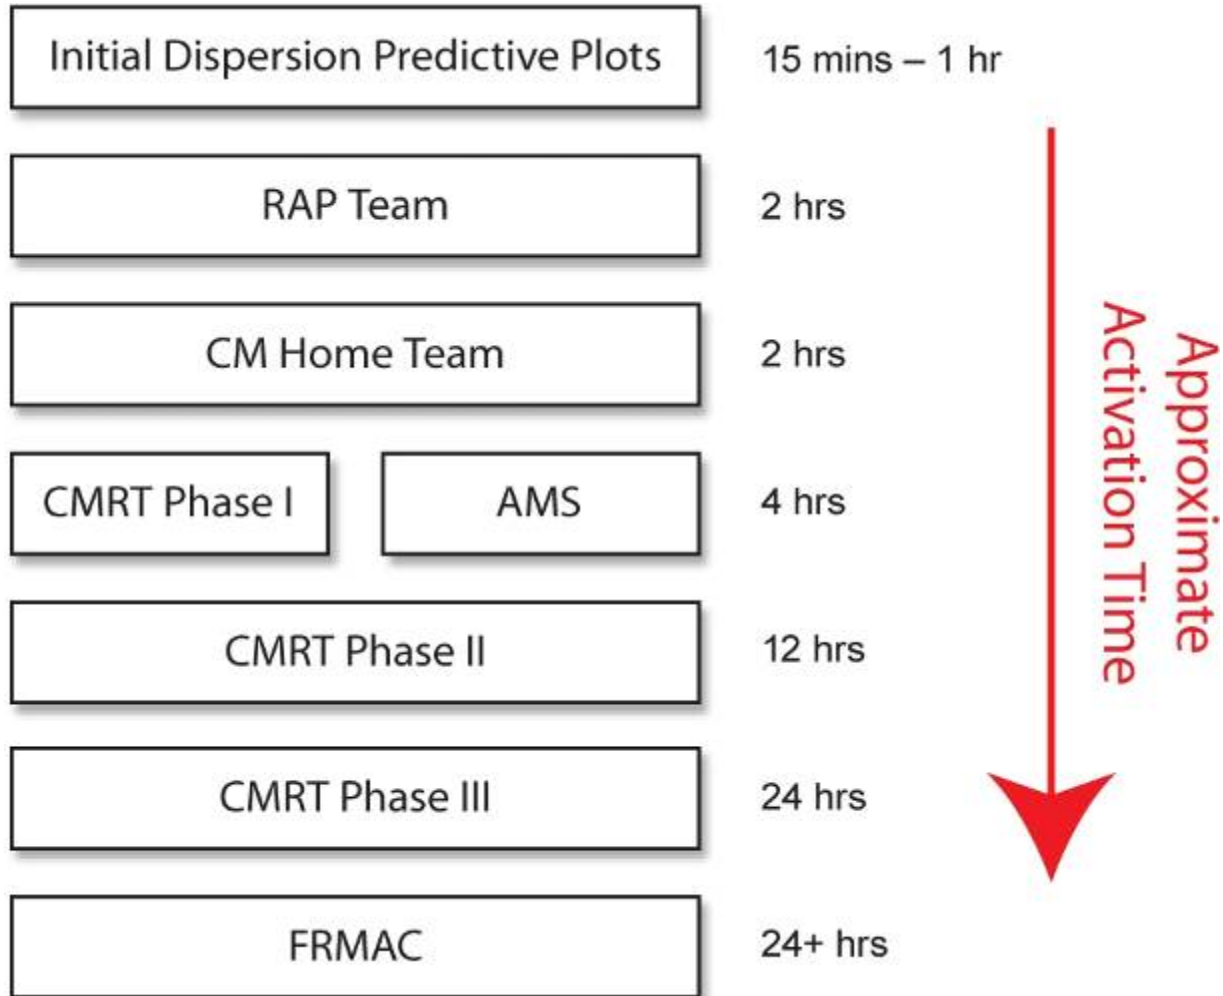 Initial Dispersion Predictive Plots
15 mins – 1 hr
RAP Team
2 hrs
CM Home Team
2 hrs
CMRT Phase I
AMS
4 hrs
CMRT Phase II
12 hrs
CMRT Phase III
24 hrs
FRMAC
24+ hrs
Approximate
Activation Time